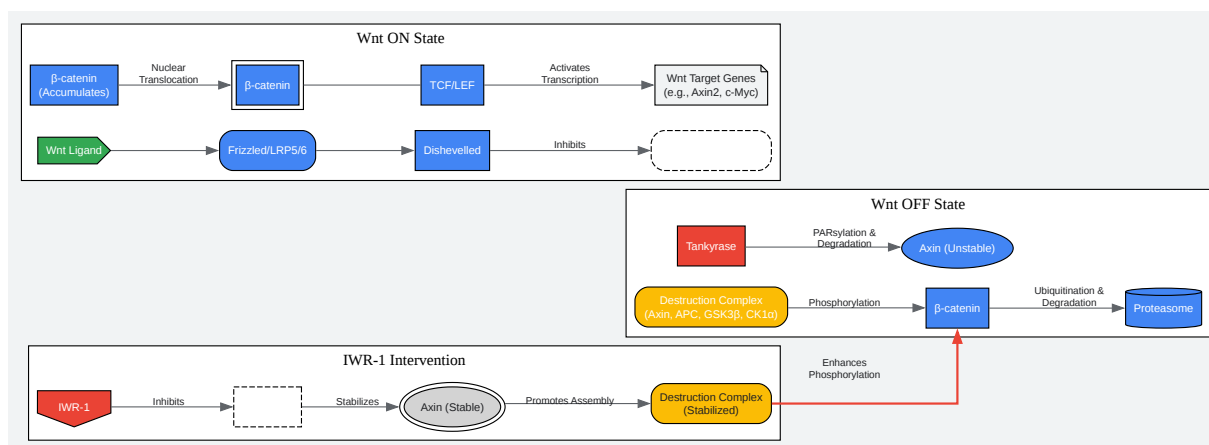 Wnt ON State
β-catenin
(Accumulates)
Nuclear
Translocation
β-catenin
TCF/LEF
Activates
Transcription
Wnt Target Genes
(e.g., Axin2, c-Myc)
Wnt Ligand
Frizzled/LRP5/6
Dishevelled
Inhibits
Wnt OFF State
Tankyrase
PARsylation &
Degradation
Axin (Unstable)
Destruction Complex
(Axin, APC, GSK3β, CK1α)
Phosphorylation
β-catenin
Ubiquitination &
Degradation
Proteasome
IWR-1 Intervention
IWR-1
Inhibits
Stabilizes
Axin (Stable)
Promotes Assembly
Destruction Complex
(Stabilized)
Enhances
Phosphorylation